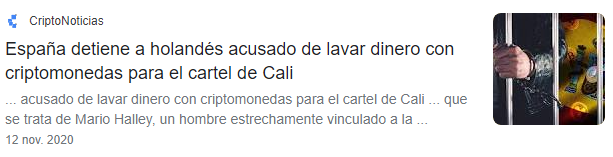 CriptoNoticias
España detiene a holandés acusado de lavar dinero con
criptomonedas para el cartel de Cali
... acusado de lavar dinero con criptomonedas para el cartel de Cali ... que
se trata de Mario Halley, un hombre estrechamente vinculado a la ...
12 nov. 2020